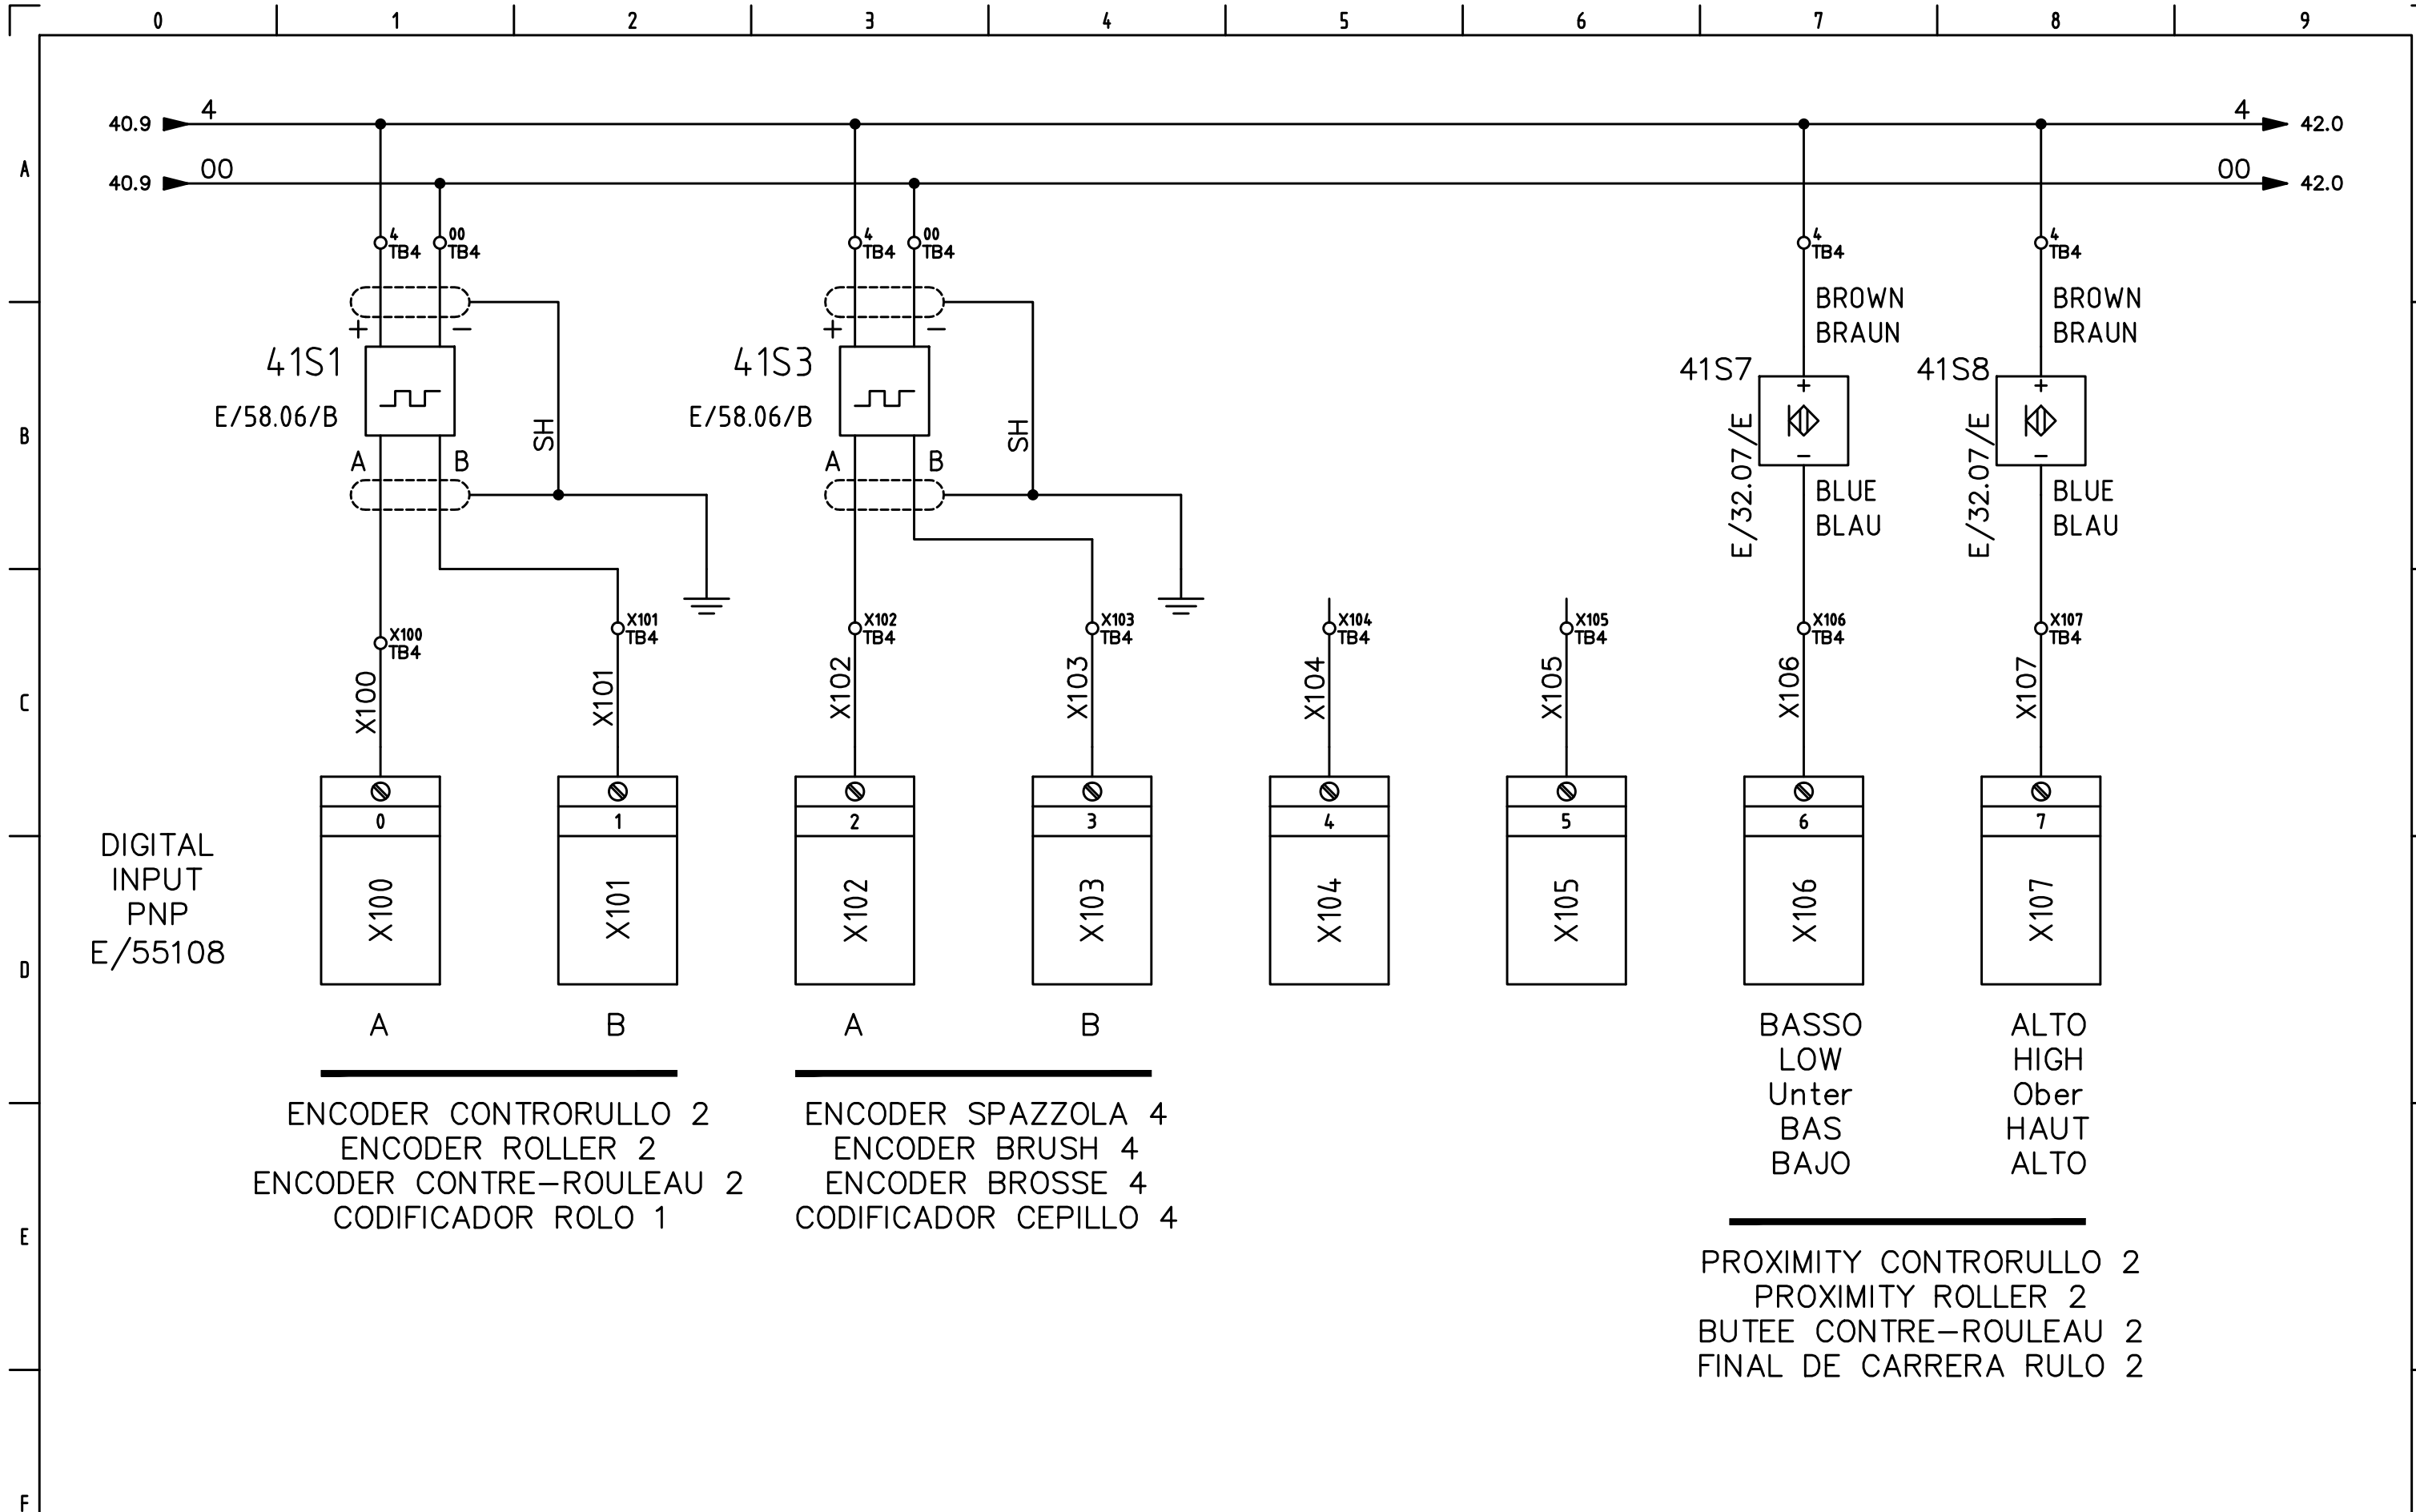 0 1 2 3 4 5 6 7 8 9
40.9 4 4 42.0
A
40.9 00 00 42.0
4 TB4
00 TB4
4 TB4
00 TB4
4 TB4
4 TB4
+ −
+ −
BROWN
BRAUN
BROWN
BRAUN
41S1
E/58.06/B
41S3
E/58.06/B
41S7
E/32.07/E
+
−
41S8
E/32.07/E
+
−
B
A B
SH
A B
SH
BLUE
BLAU
BLUE
BLAU
X100 TB4
X101 TB4
X102 TB4
X103 TB4
X104 TB4
X105 TB4
X106 TB4
X107 TB4
C
X100 X101 X102 X103 X104 X105 X106 X107
0 1 2 3 4 5 6 7
DIGITAL
INPUT
PNP
E/55108
X100 X101 X102 X103 X104 X105 X106 X107
D
A B A B
BASSO
LOW
Unter
BAS
BAJO
ALTO
HIGH
Ober
HAUT
ALTO
ENCODER CONTRORULLO 2
ENCODER ROLLER 2
ENCODER CONTRE-ROULEAU 2
CODIFICADOR ROLO 1
ENCODER SPAZZOLA 4
ENCODER BRUSH 4
ENCODER BROSSE 4
CODIFICADOR CEPILLO 4
E
PROXIMITY CONTRORULLO 2
PROXIMITY ROLLER 2
BUTEE CONTRE-ROULEAU 2
FINAL DE CARRERA RULO 2
F